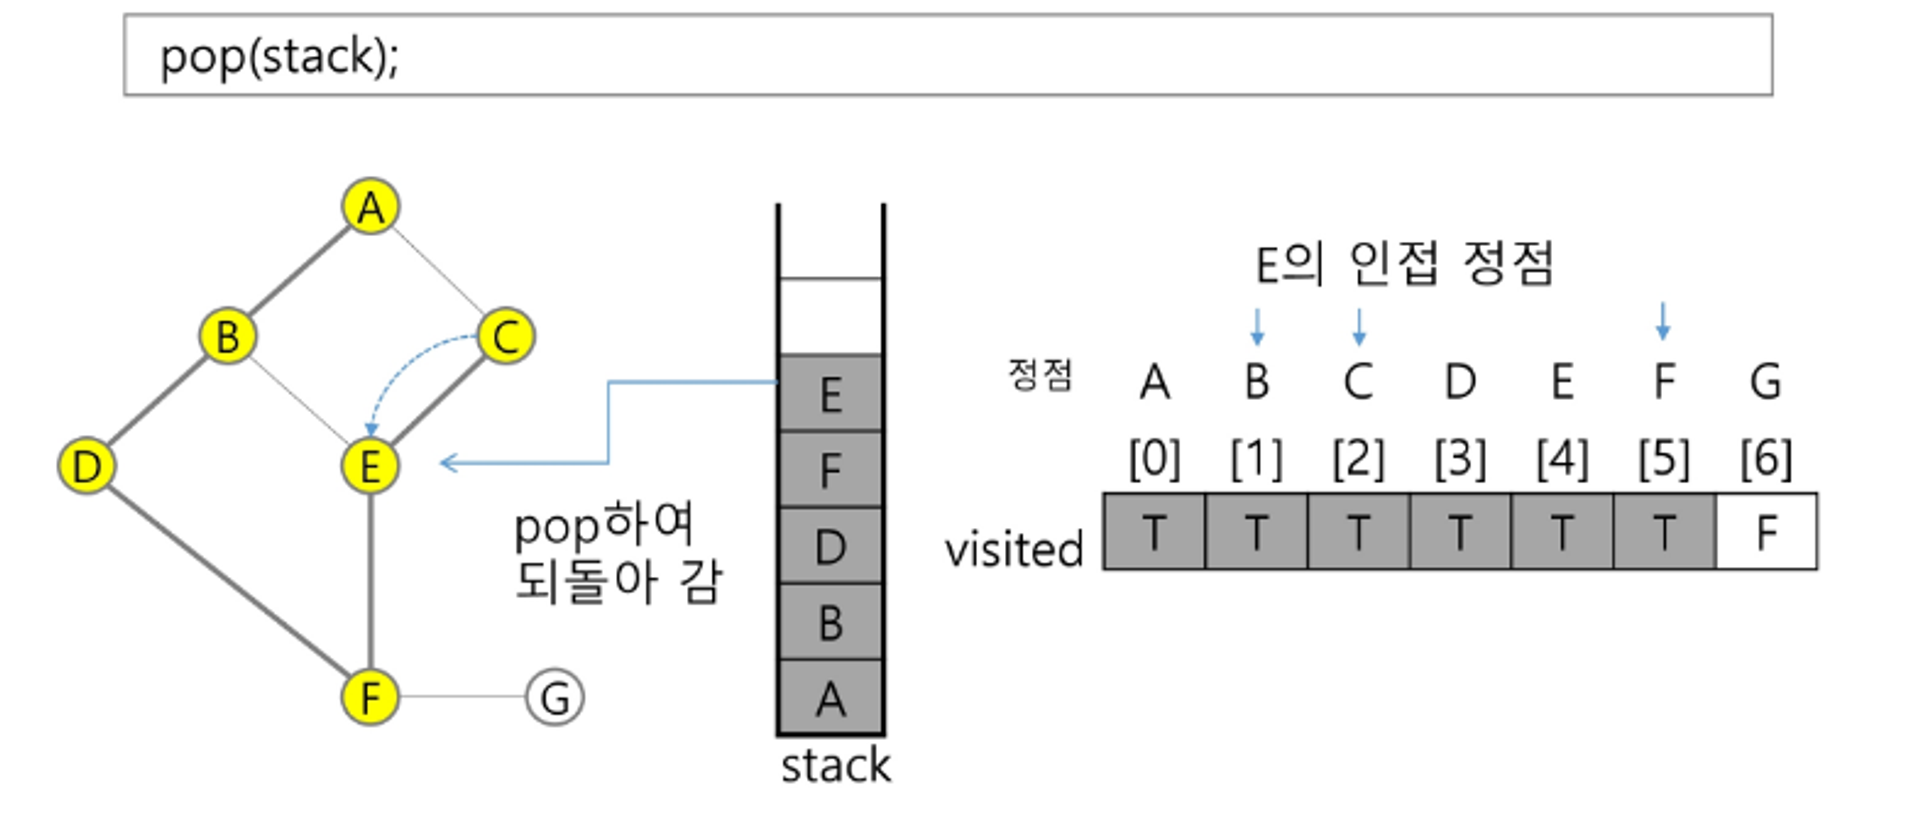 pop(stack);
A
B
C
D
E
F
G
pop하여
되돌아 감
E
F
D
B
A
stack
E의 인접 정점
정점 A B C D E F G
[0] [1] [2] [3] [4] [5] [6]
visited T T T T T T F